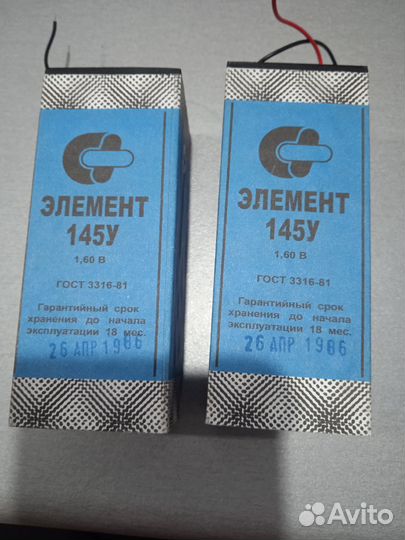 ЭЛЕМЕНТ
145У
1,60 В
ГОСТ 3316-81
Гарантийный срок
хранения до начала
эксплуатации 18 мес.
26 АПР 1986
ЭЛЕМЕНТ
145У
1,60 В
ГОСТ 3316-81
Гарантийный срок
хранения до начала
эксплуатации 18 мес.
26 АПР 1986
Avito